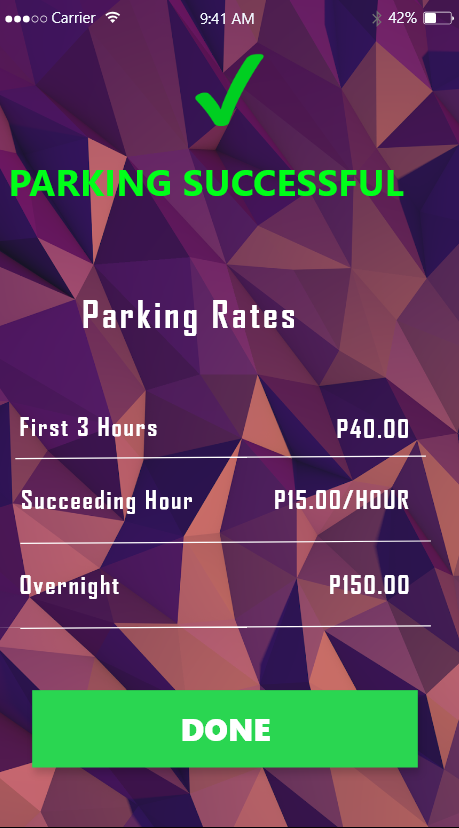 Carrier 9:41 AM 42%
PARKING SUCCESSFUL
Parking Rates
First 3 Hours P40.00
Succeeding Hour P15.00/HOUR
Overnight P150.00
DONE